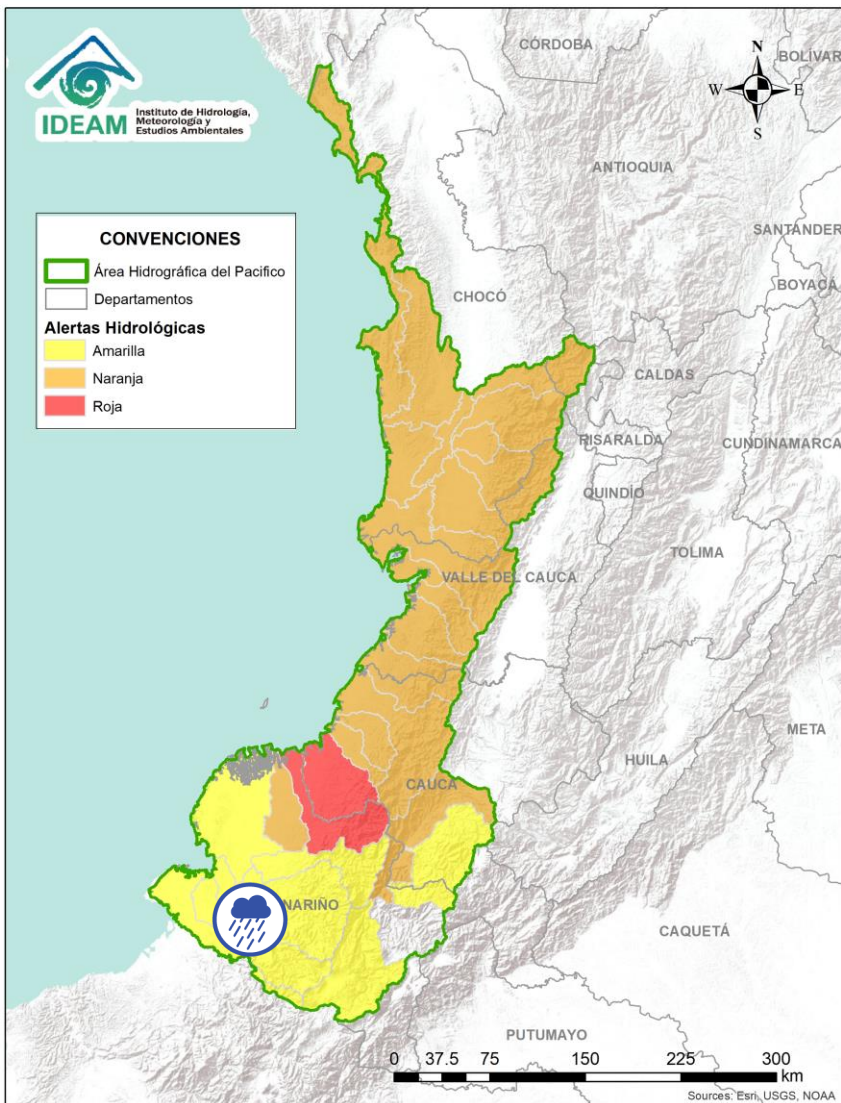 IDEAM
Instituto de Hidrología,
Meteorología y
Estudios Ambientales
CÓRDOBA
BOLÍVAR
N
W
E
S
ANTIOQUIA
SANTANDER
BOYACÁ
CONVENCIONES
Área Hidrográfica del Pacifico
Departamentos
Alertas Hidrológicas
Amarilla
Naranja
Roja
CHOCÓ
CALDAS
RISARALDA
CUNDINAMARCA
QUINDÍO
TOLIMA
VALLE DEL CAUCA
META
HUILA
CAUCA
NARIÑO
CAQUETÁ
PUTUMAYO
0 37.5 75 150 225 300
km
Sources: Esri, USGS, NOAA